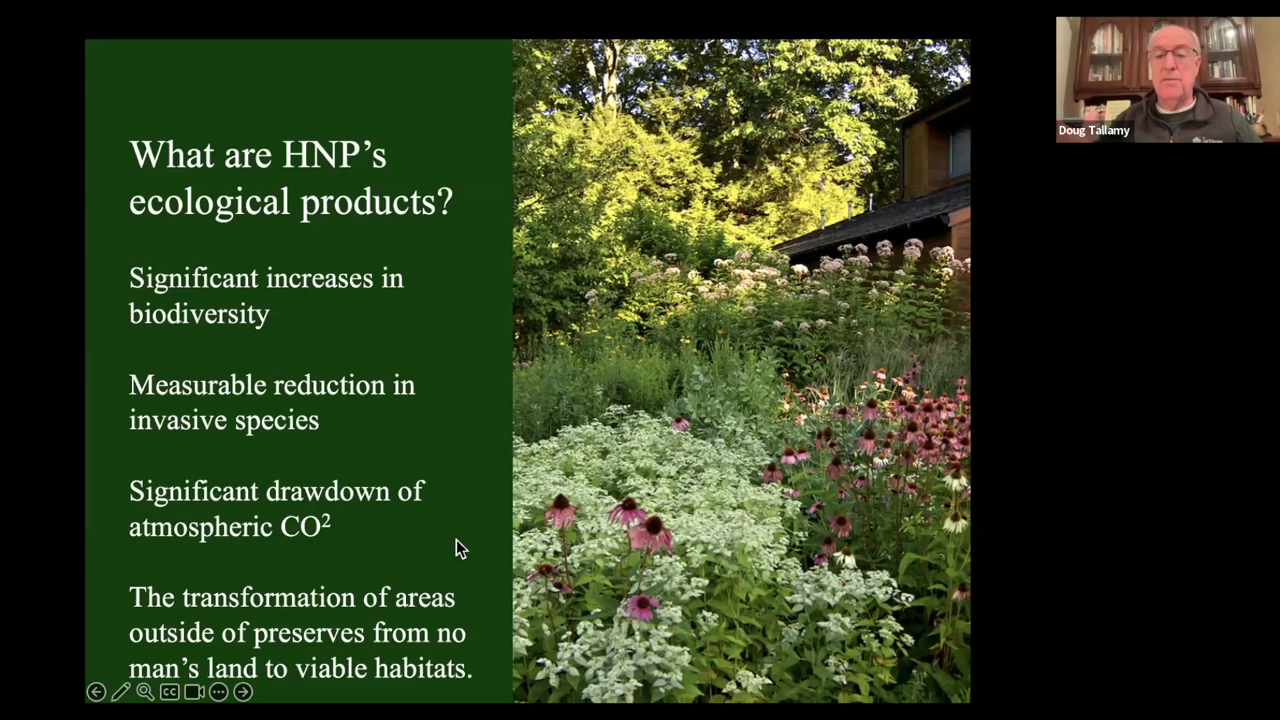 What are HNP’s
ecological products?
Significant increases in
biodiversity
Measurable reduction in
invasive species
Significant drawdown of
atmospheric CO²
The transformation of areas
outside of preserves from no
man’s land to viable habitats.
CC
Doug Tallamy